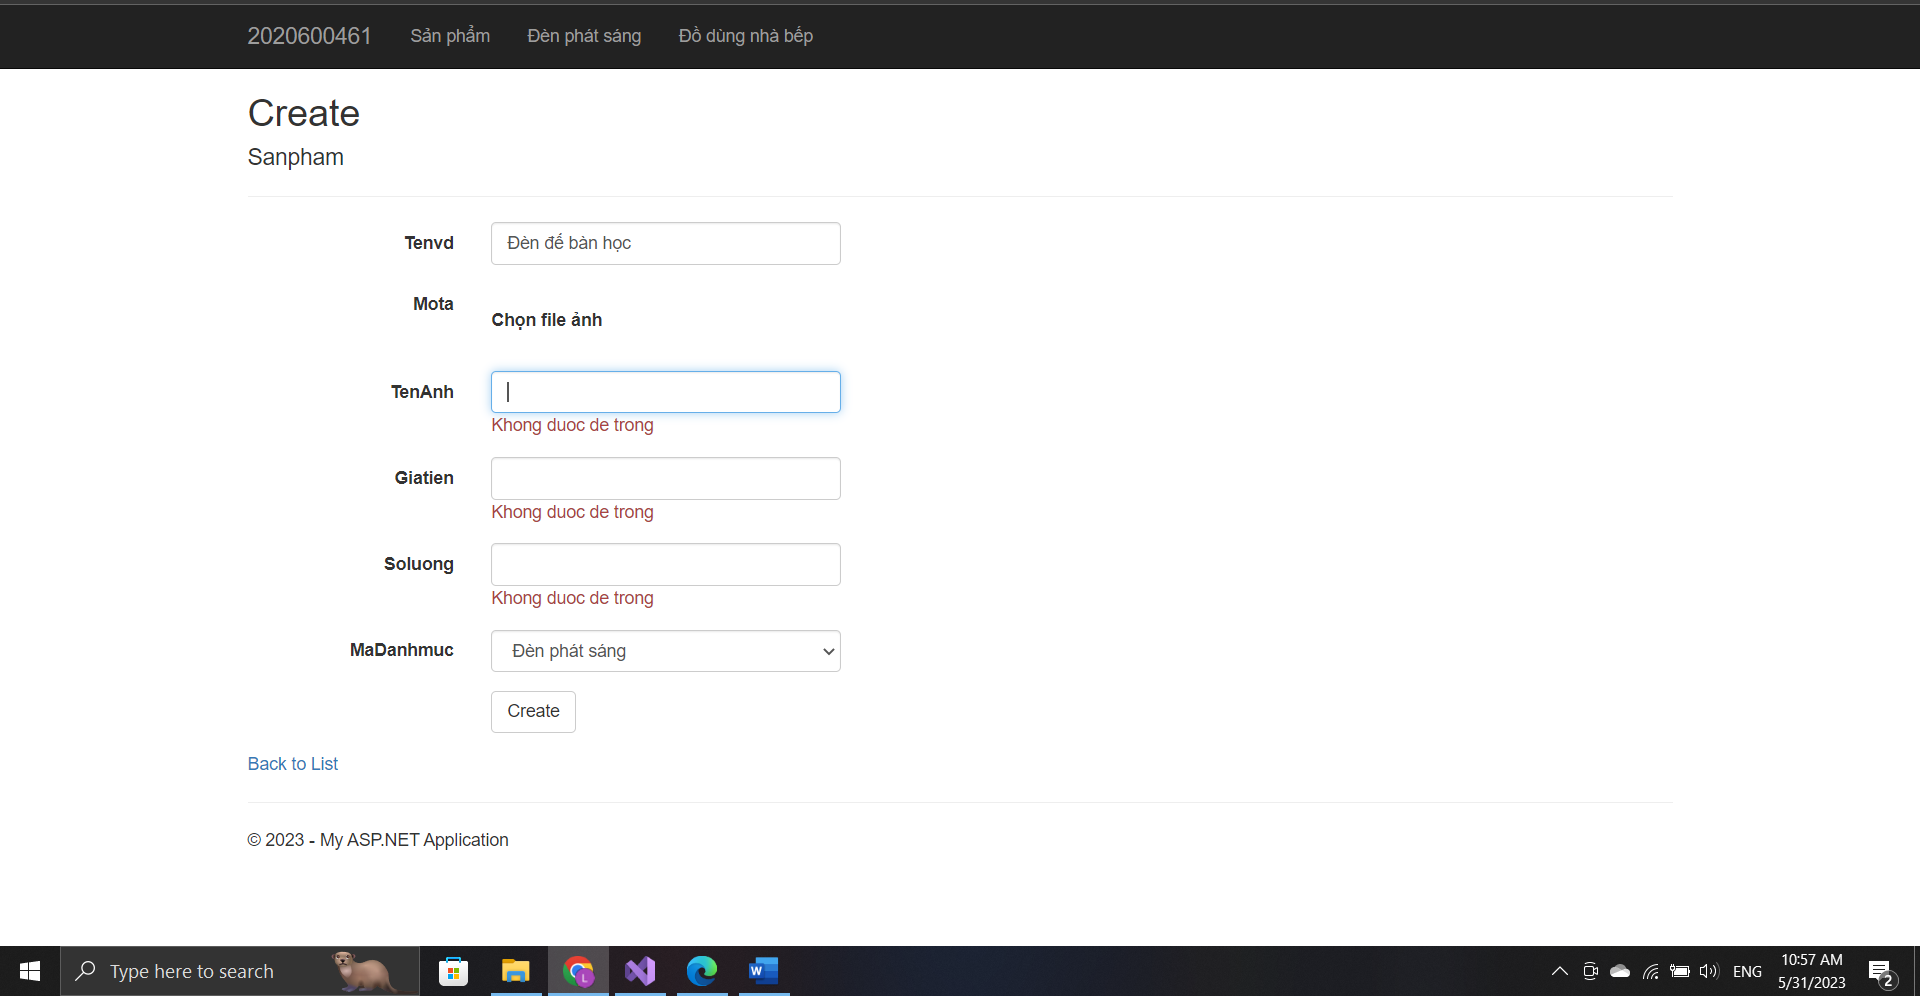 2020600461 Sản phẩm Đèn phát sáng Đồ dùng nhà bếp
Create
Sanpham
Tenvd Đèn để bàn học
Mota
Chọn file ảnh
TenAnh
Khong duoc de trong
Giatien
Khong duoc de trong
Soluong
Khong duoc de trong
MaDanhmuc Đèn phát sáng
Create
Back to List
© 2023 - My ASP.NET Application
Type here to search L W ENG 10:57 AM
5/31/2023 2